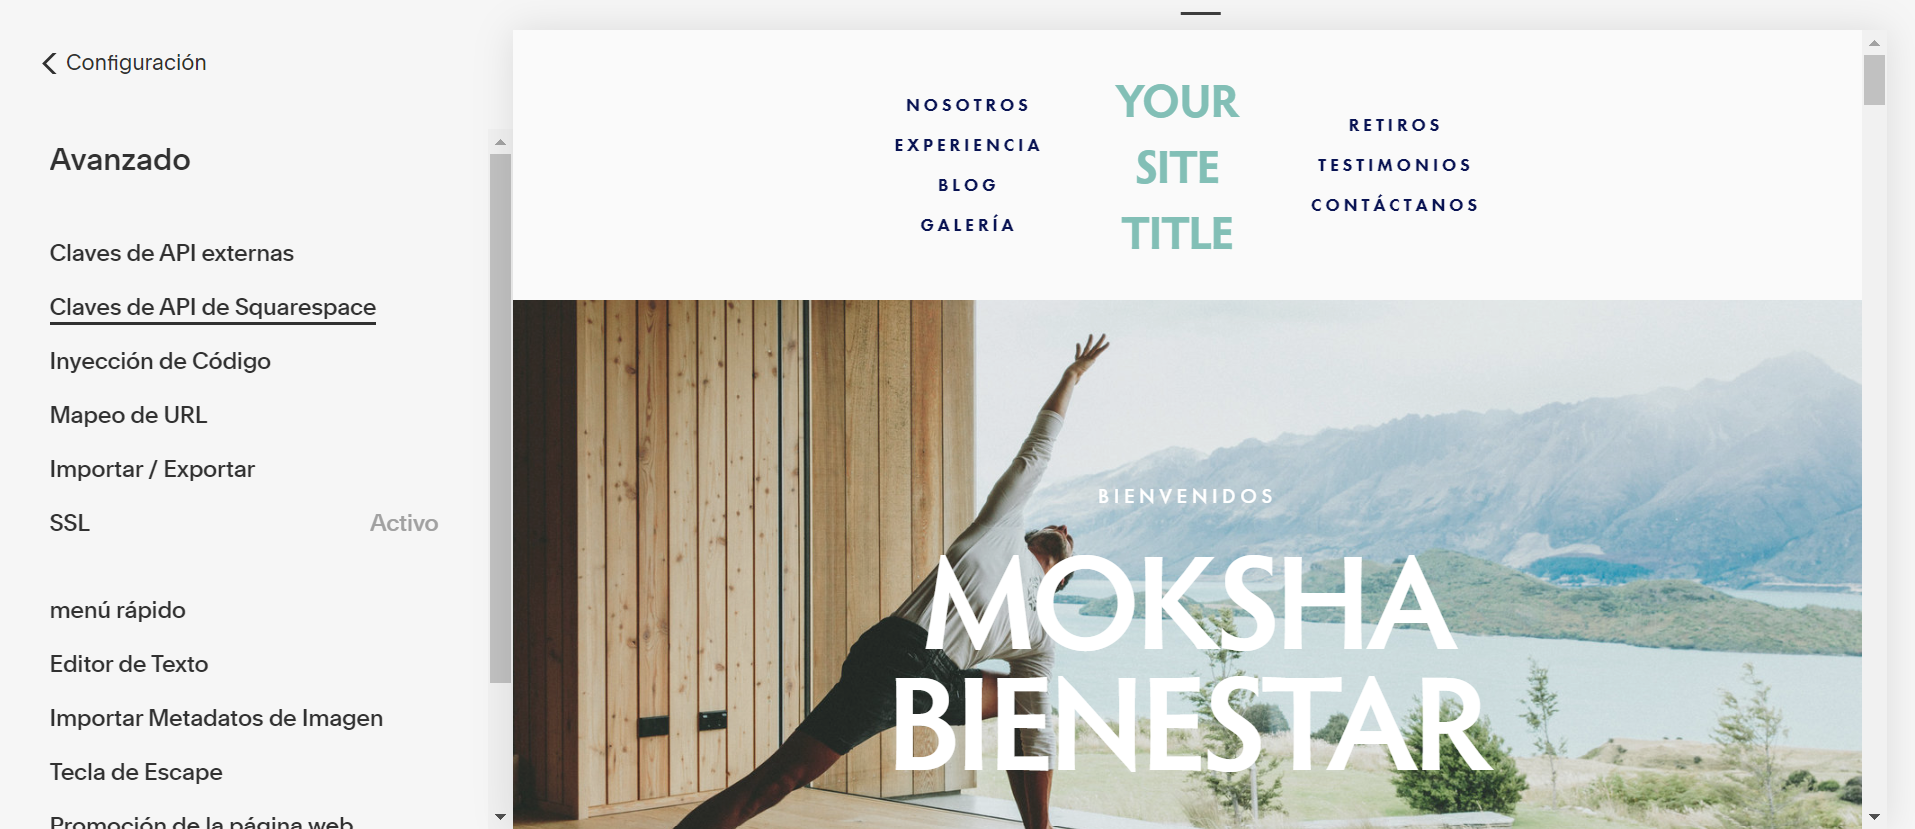 Configuración
Avanzado
Claves de API externas
Claves de API de Squarespace
Inyección de Código
Mapeo de URL
Importar / Exportar
SSL Activo
menú rápido
Editor de Texto
Importar Metadatos de Imagen
Tecla de Escape
Promoción de la página web
NOSOTROS
EXPERIENCIA
BLOG
GALERÍA
YOUR
SITE
TITLE
RETIROS
TESTIMONIOS
CONTÁCTANOS
BIENVENIDOS
MOKSHA
BIENESTAR